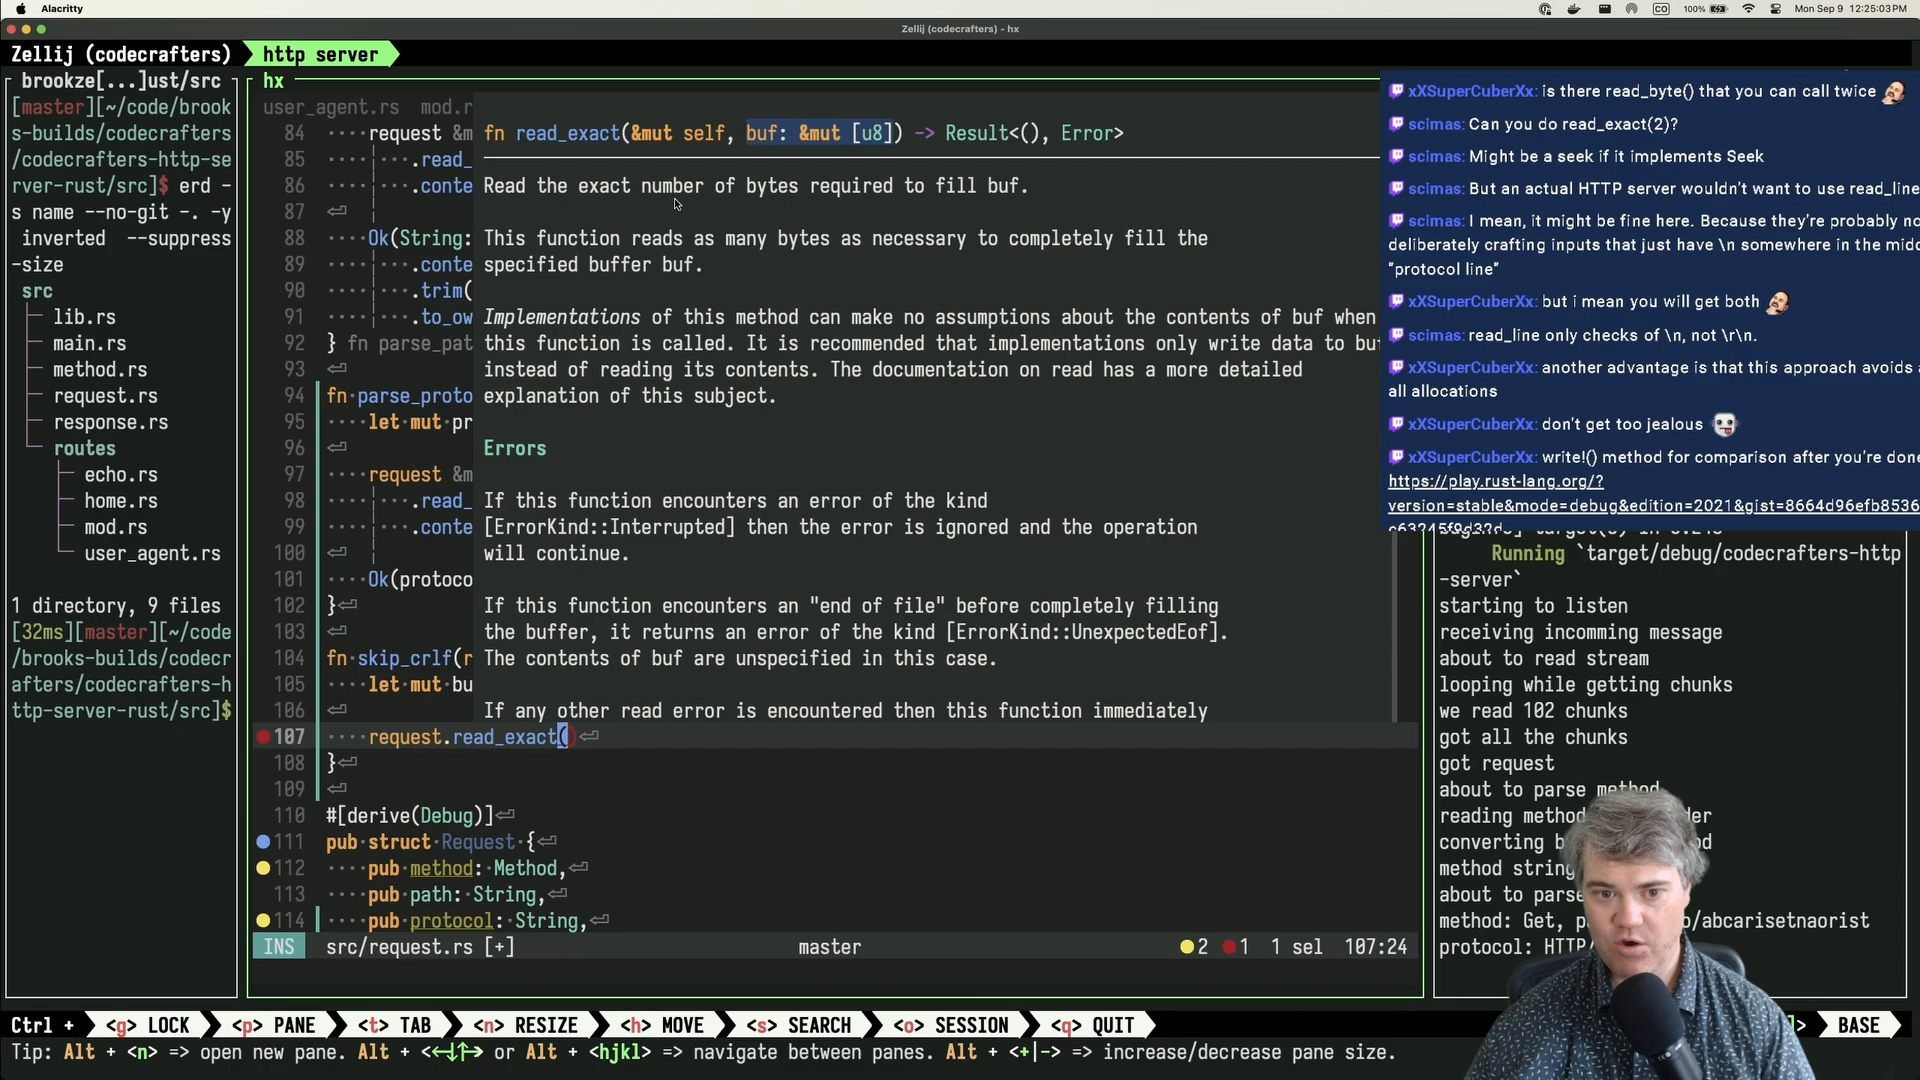 Alacritty
100%
Mon Sep 9 12:25:03 PM
Zellij (codecrafters) - hx
Zellij (codecrafters)
http server
brookze[...]ust/src
[master][~/code/brook
s-builds/codecrafters
/codecrafters-http-se
rver-rust/src]$ erd -
s name --no-git -. -y
inverted --suppress
-size
src
lib.rs
main.rs
method.rs
request.rs
response.rs
routes
echo.rs
home.rs
mod.rs
user_agent.rs
1 directory, 9 files
[32ms][master][~/code
/brooks-builds/codecr
afters/codecrafters-h
ttp-server-rust/src]$
hx
user_agent.rs mod.r
84 ····request &m
85 .read_
86 .conte
87 ⏎
88 ····Ok(String:
89 .conte
90 .trim(
91 .to_ow
92 } fn parse_pat
93 ⏎
94 fn·parse_proto
95 ····let·mut·pr
96 ⏎
97 ····request &m
98 .read_
99 .conte
100 ⏎
101 ····Ok(protoco
102 }⏎
103 ⏎
104 fn·skip_crlf(r
105 ····let·mut·bu
106 ⏎
107 ····request.read_exact()⏎
108 }⏎
109 ⏎
110 #[derive(Debug)]⏎
111 pub·struct·Request·{⏎
112 ····pub·method:·Method,⏎
113 ····pub·path:·String,⏎
114 ····pub·protocol:·String,⏎
fn read_exact(&mut self, buf: &mut [u8]) -> Result<(), Error>
Read the exact number of bytes required to fill buf.
This function reads as many bytes as necessary to completely fill the
specified buffer buf.
Implementations of this method can make no assumptions about the contents of buf when
this function is called. It is recommended that implementations only write data to buf
instead of reading its contents. The documentation on read has a more detailed
explanation of this subject.
Errors
If this function encounters an error of the kind
[ErrorKind::Interrupted] then the error is ignored and the operation
will continue.
If this function encounters an "end of file" before completely filling
the buffer, it returns an error of the kind [ErrorKind::UnexpectedEof].
The contents of buf are unspecified in this case.
If any other read error is encountered then this function immediately
INS src/request.rs [+] master 2 1 1 sel 107:24
xXSuperCuberXx: is there read_byte() that you can call twice
scimas: Can you do read_exact(2)?
scimas: Might be a seek if it implements Seek
scimas: But an actual HTTP server wouldn't want to use read_line
scimas: I mean, it might be fine here. Because they're probably no
deliberately crafting inputs that just have \n somewhere in the midd
"protocol line"
xXSuperCuberXx: but i mean you will get both
scimas: read_line only checks of \n, not \r\n.
xXSuperCuberXx: another advantage is that this approach avoids a
all allocations
xXSuperCuberXx: don't get too jealous
xXSuperCuberXx: write!() method for comparison after you're done
https://play.rust-lang.org/?
version=stable&mode=debug&edition=2021&gist=8664d96efb8536
Running `target/debug/codecrafters-http
-server`
starting to listen
receiving incomming message
about to read stream
looping while getting chunks
we read 102 chunks
got all the chunks
got request
about to parse method
reading method der
converting b od
method string
about to parse
method: Get, p o/abcarisetnaorist
protocol: HTTP/
Ctrl + <g> LOCK <p> PANE <t> TAB <n> RESIZE <h> MOVE <s> SEARCH <o> SESSION <q> QUIT BASE
Tip: Alt + <n> => open new pane. Alt + <←↓↑→> or Alt + <hjkl> => navigate between panes. Alt + <+|-> => increase/decrease pane size.